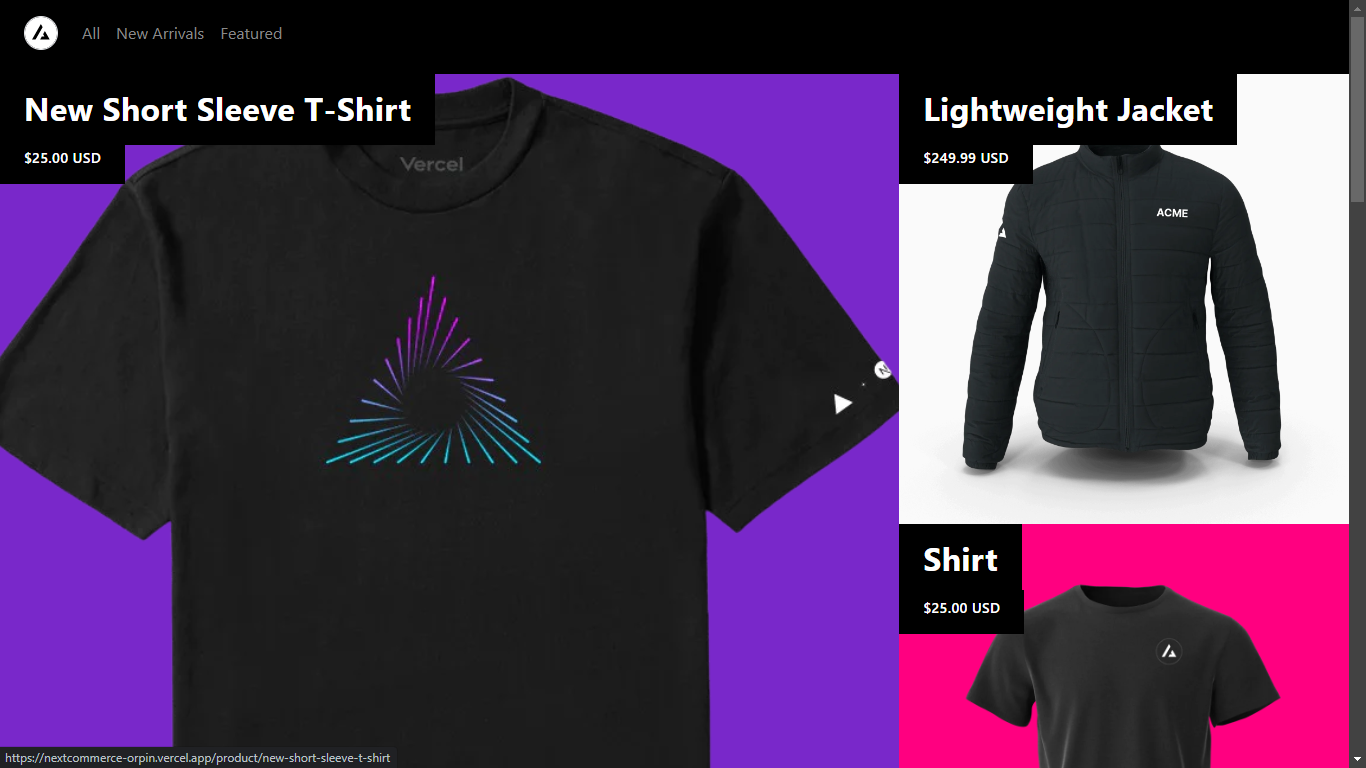 All New Arrivals Featured
New Short Sleeve T-Shirt
$25.00 USD
Vercel
Lightweight Jacket
$249.99 USD
ACME
Shirt
$25.00 USD
N
https://nextcommerce-orpin.vercel.app/product/new-short-sleeve-t-shirt